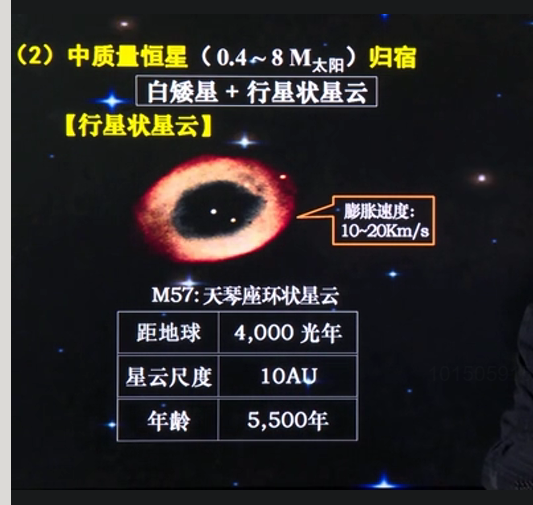 （2）中质量恒星（0.4~8 M太阳）归宿
白矮星 + 行星状星云
【行星状星云】
膨胀速度：
10~20Km/s
M57: 天琴座环状星云
距地球 4,000 光年
星云尺度 10AU
年龄 5,500年